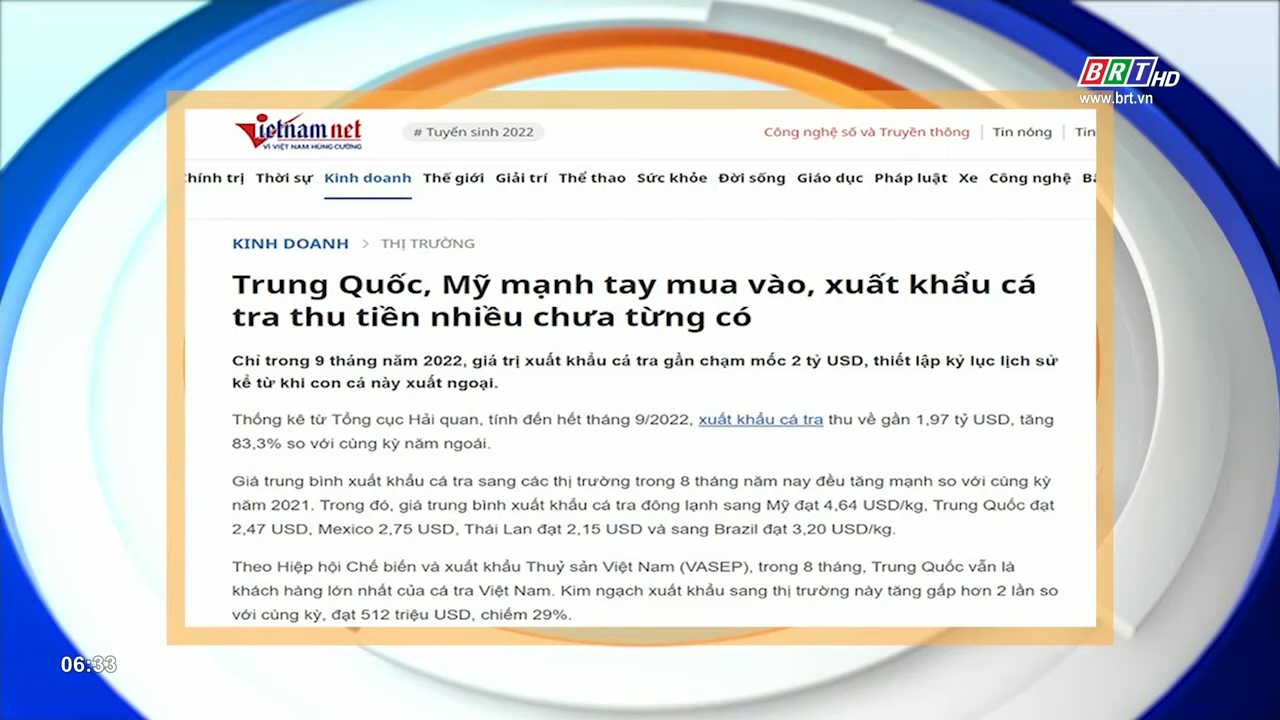 BRT HD
www.brt.vn
Vietnam net
VÌ VIỆT NAM HÙNG CƯỜNG
# Tuyển sinh 2022
Công nghệ số và Truyền thông | Tin nóng | Tin
hính trị Thời sự Kinh doanh Thế giới Giải trí Thể thao Sức khỏe Đời sống Giáo dục Pháp luật Xe Công nghệ
KINH DOANH > THỊ TRƯỜNG
Trung Quốc, Mỹ mạnh tay mua vào, xuất khẩu cá
tra thu tiền nhiều chưa từng có
Chỉ trong 9 tháng năm 2022, giá trị xuất khẩu cá tra gần chạm mốc 2 tỷ USD, thiết lập kỷ lục lịch sử
kể từ khi con cá này xuất ngoại.
Thống kê từ Tổng cục Hải quan, tính đến hết tháng 9/2022, xuất khẩu cá tra thu về gần 1,97 tỷ USD, tăng
83,3% so với cùng kỳ năm ngoái.
Giá trung bình xuất khẩu cá tra sang các thị trường trong 8 tháng năm nay đều tăng mạnh so với cùng kỳ
năm 2021. Trong đó, giá trung bình xuất khẩu cá tra đông lạnh sang Mỹ đạt 4,64 USD/kg, Trung Quốc đạt
2,47 USD, Mexico 2,75 USD, Thái Lan đạt 2,15 USD và sang Brazil đạt 3,20 USD/kg.
Theo Hiệp hội Chế biến và xuất khẩu Thuỷ sản Việt Nam (VASEP), trong 8 tháng, Trung Quốc vẫn là
khách hàng lớn nhất của cá tra Việt Nam. Kim ngạch xuất khẩu sang thị trường này tăng gấp hơn 2 lần so
với cùng kỳ, đạt 512 triệu USD, chiếm 29%.
06:33